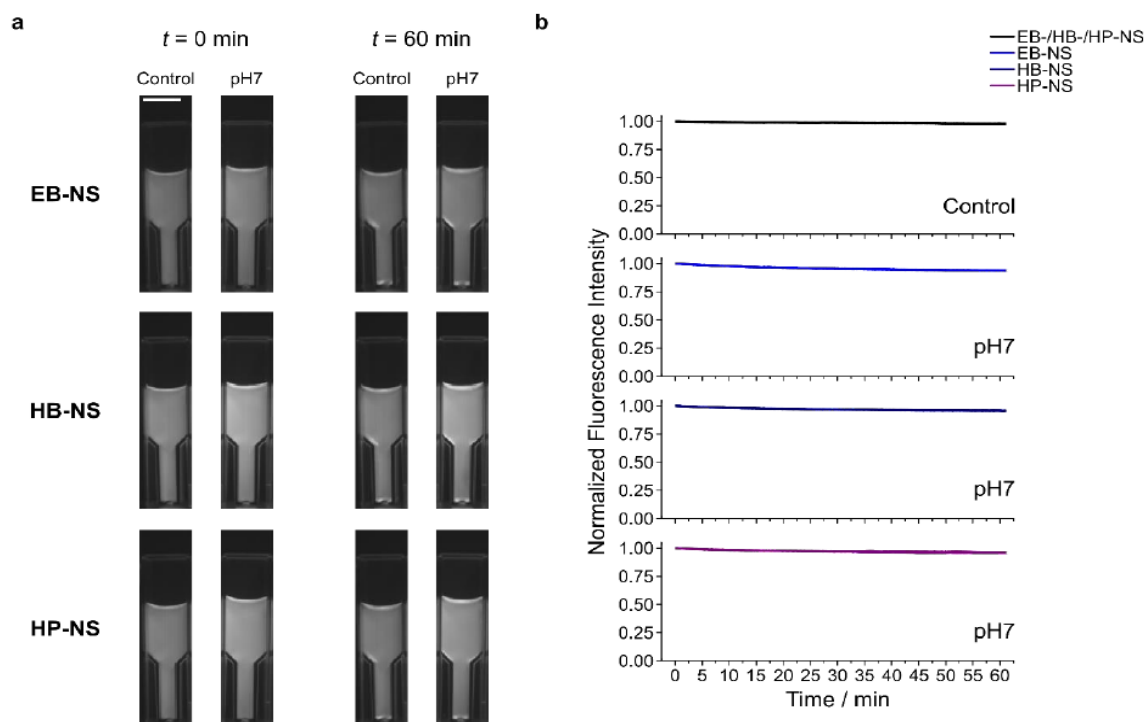 a
t = 0 min
t = 60 min
Control
pH7
Control
pH7
EB-NS
HB-NS
HP-NS
b
EB-/HB-/HP-NS
EB-NS
HB-NS
HP-NS
Normalized Fluorescence Intensity
1.00
0.75
0.50
0.25
0.00
Control
1.00
0.75
0.50
0.25
0.00
pH7
1.00
0.75
0.50
0.25
0.00
pH7
1.00
0.75
0.50
0.25
0.00
pH7
0 5 10 15 20 25 30 35 40 45 50 55 60
Time / min